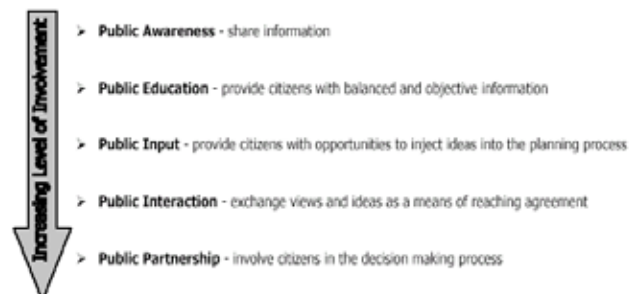 Increasing Level of Involvement
➢ Public Awareness - share information
➢ Public Education - provide citizens with balanced and objective information
➢ Public Input - provide citizens with opportunities to inject ideas into the planning process
➢ Public Interaction - exchange views and ideas as a means of reaching agreement
➢ Public Partnership - involve citizens in the decision making process